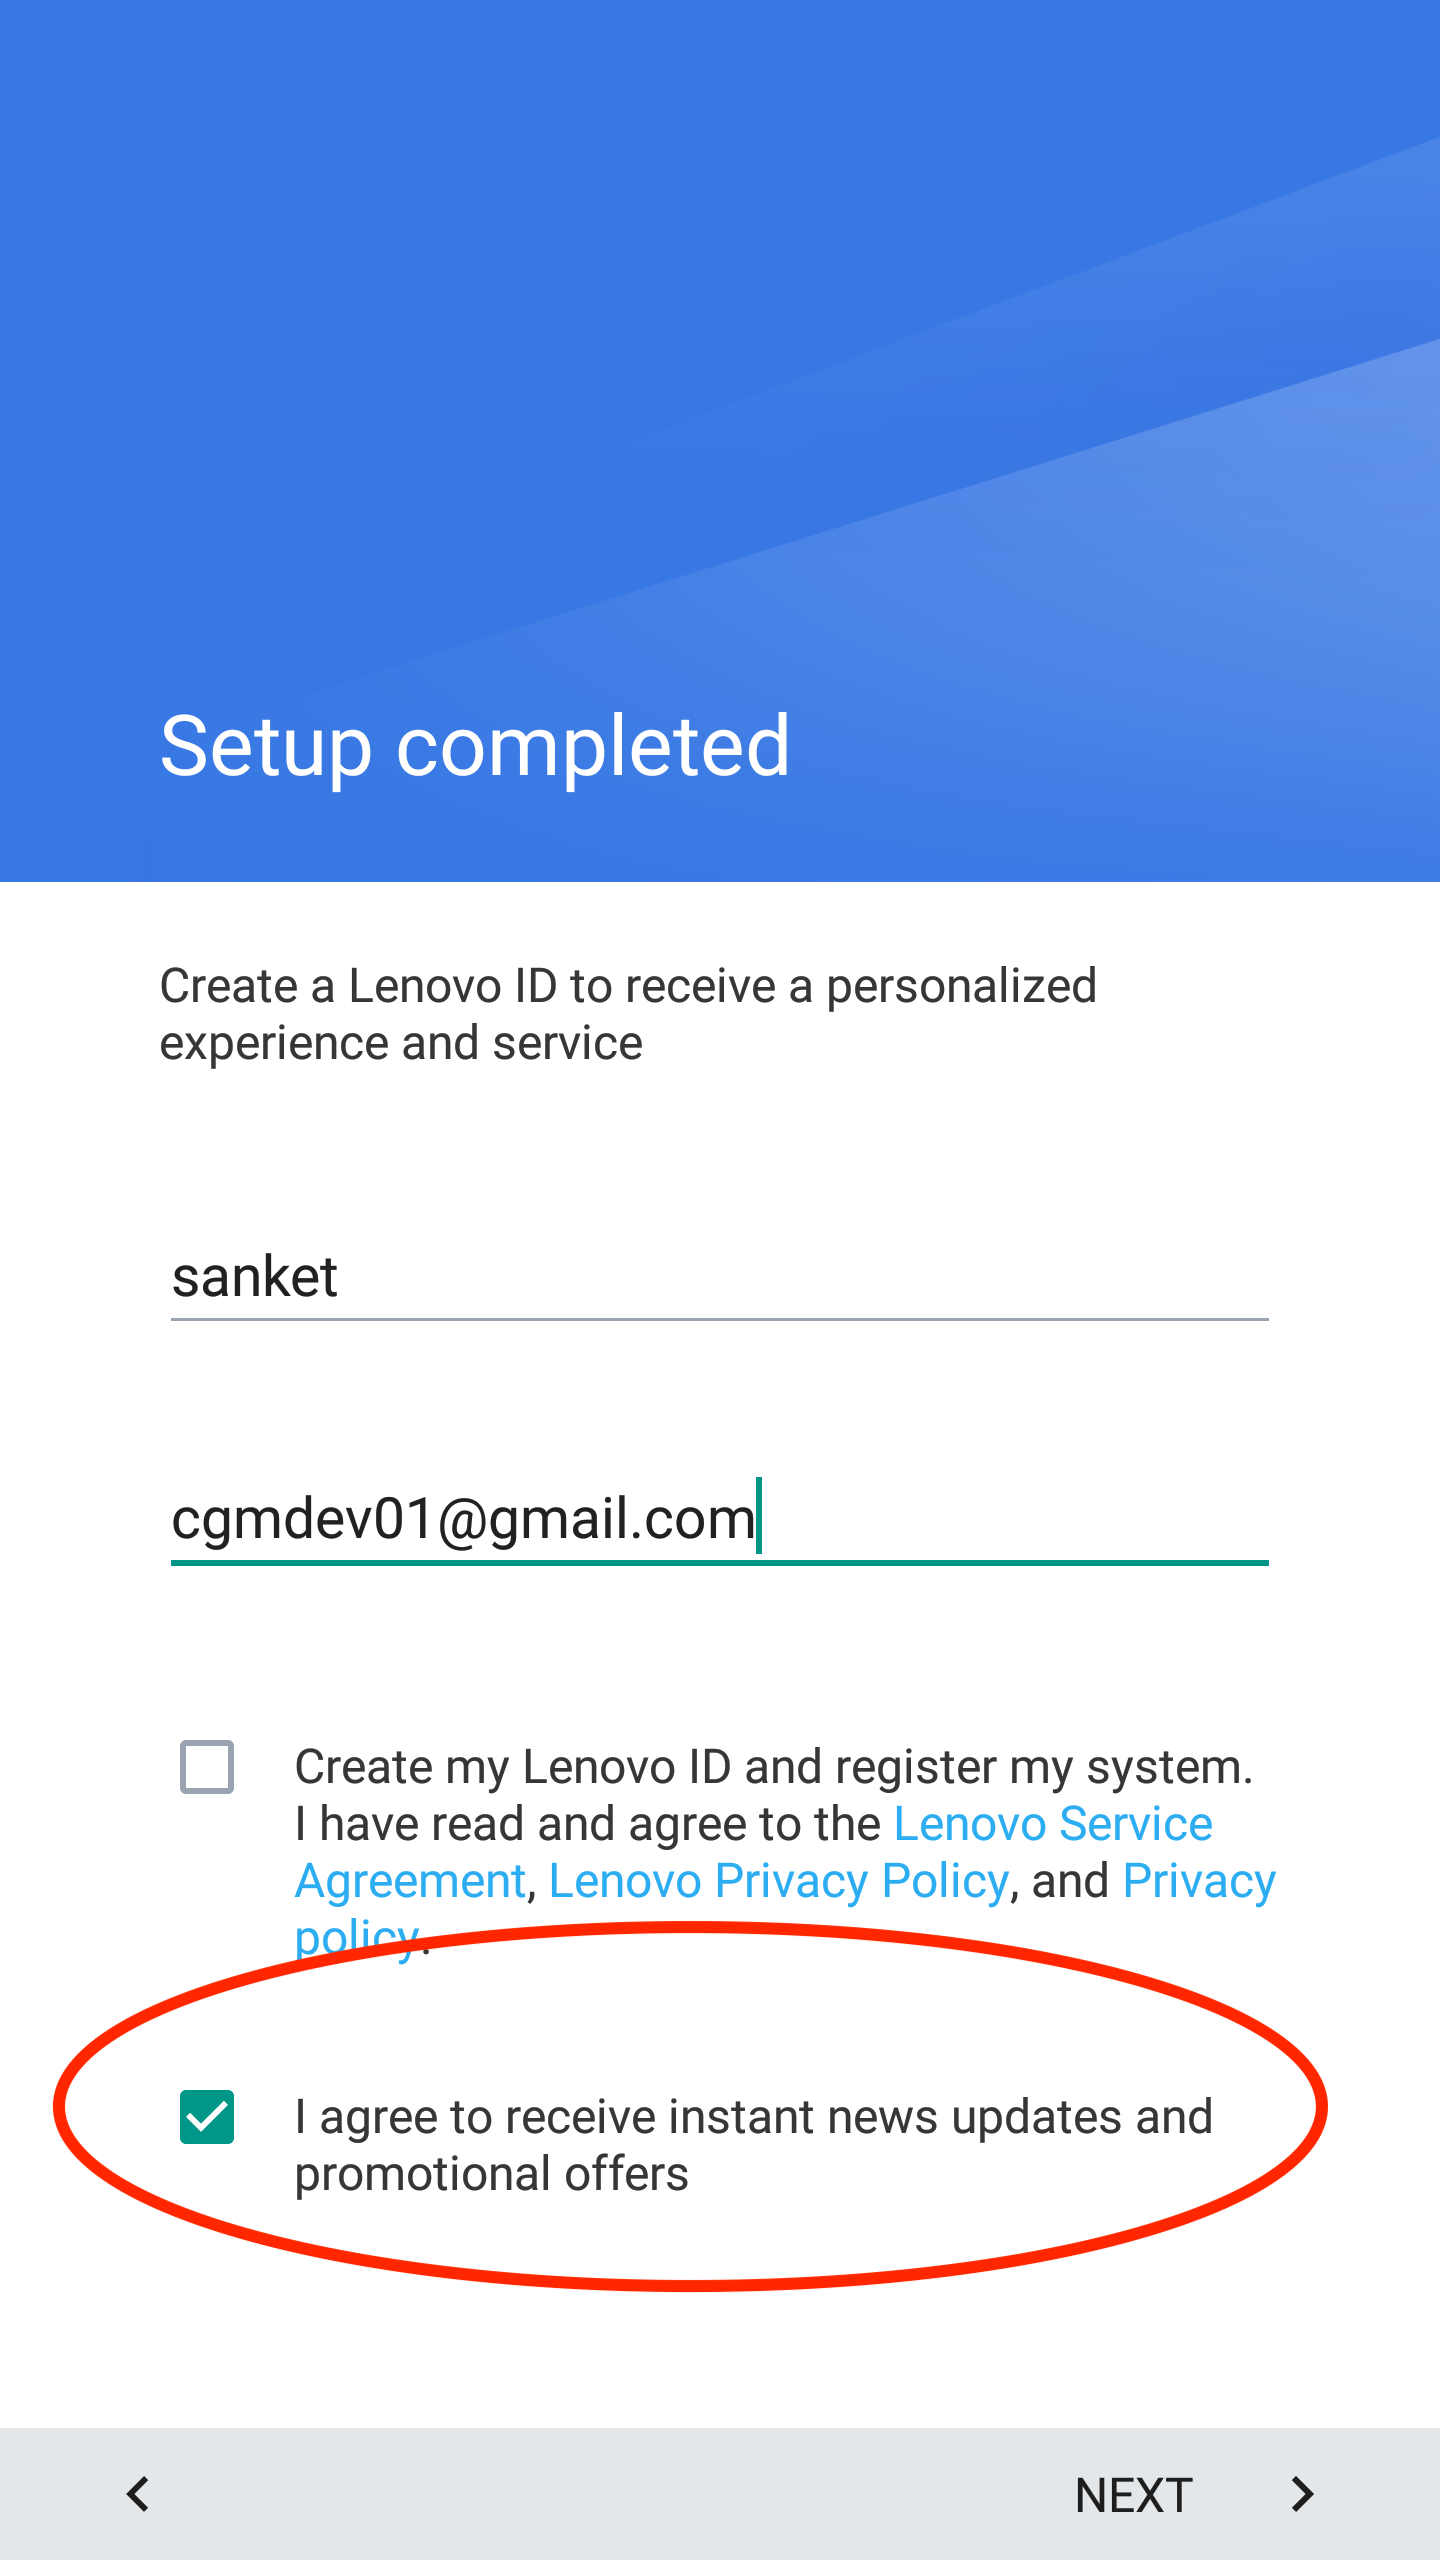 Setup completed
Create a Lenovo ID to receive a personalized
experience and service
sanket
cgmdev01@gmail.com
Create my Lenovo ID and register my system.
I have read and agree to the Lenovo Service
Agreement, Lenovo Privacy Policy, and Privacy
policy.
I agree to receive instant news updates and
promotional offers
NEXT